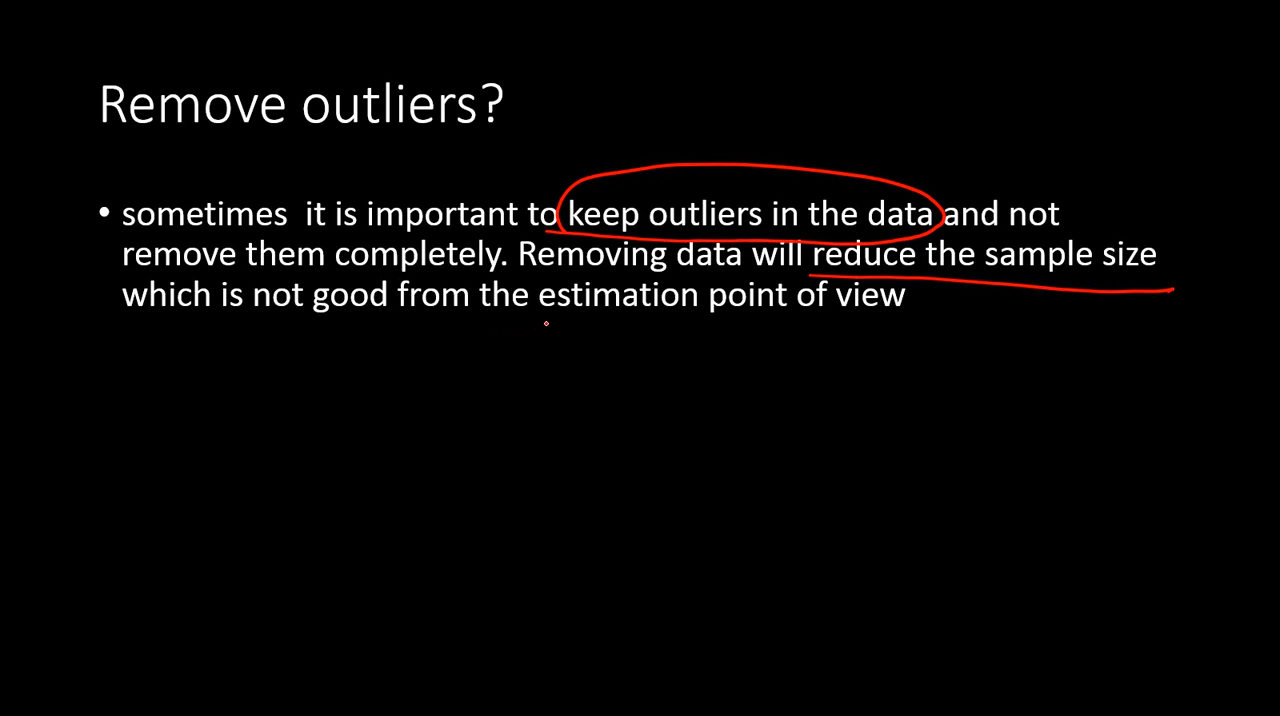 Remove outliers?
• sometimes  it is important to keep outliers in the data and not
remove them completely. Removing data will reduce the sample size
which is not good from the estimation point of view